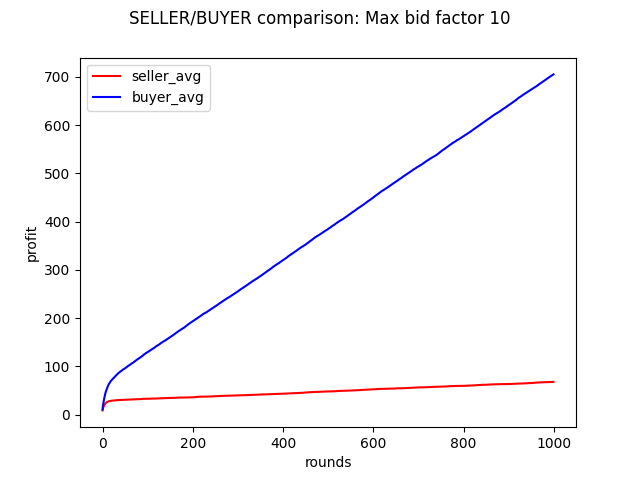 SELLER/BUYER comparison: Max bid factor 10
seller_avg
buyer_avg
700
600
500
400
300
200
100
0
profit
0 200 400 600 800 1000
rounds